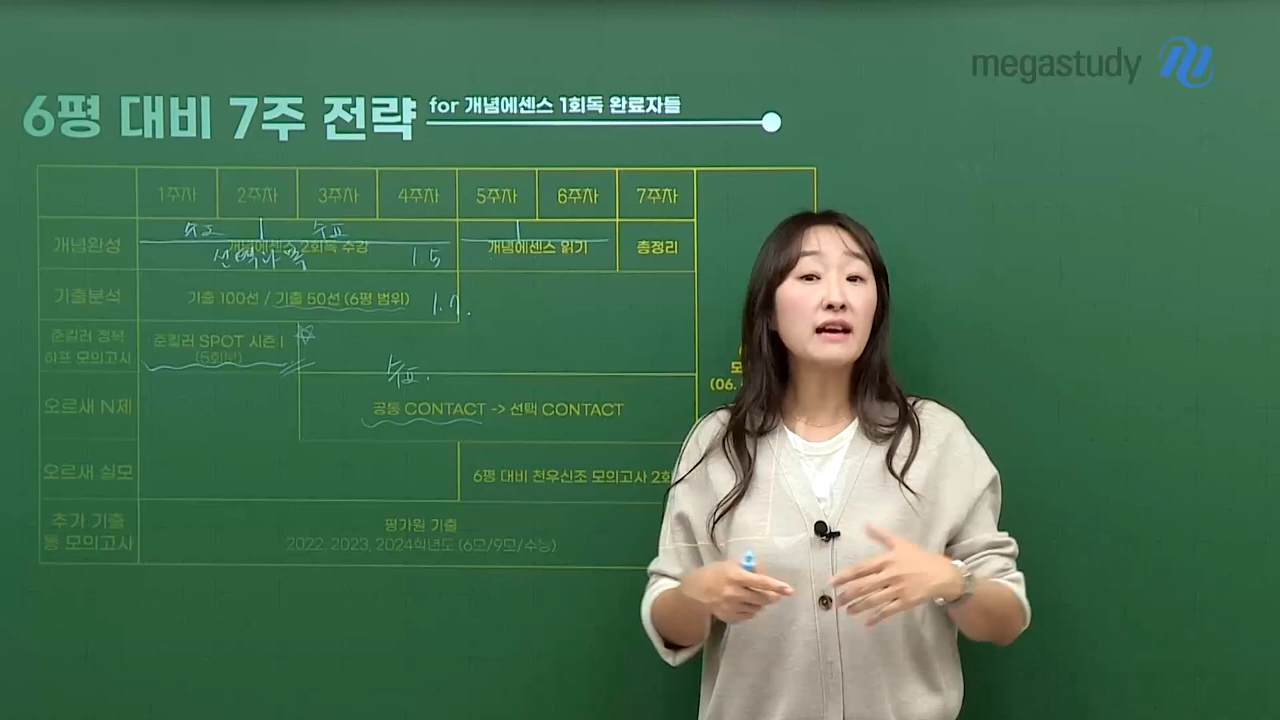 megastudy
6평 대비 7주 전략 for 개념에센스 1회독 완료자들
1주차 2주차 3주차 4주차 5주차 6주차 7주차
개념완성 개념에센스 2회독 수강 개념에센스 읽기 총정리
수교 수교
1.5
기출분석 기출 100선 / 기출 50선 (6평 범위)
준킬러 정복 준킬러 SPOT 시즌 I
하프 모의고사 (5회분)
(06.
오르새 N제 공통 CONTACT -> 선택 CONTACT
오르새 실모 6평 대비 천우신조 모의고사 2회
추가 기출 평가원 기출
통 모의고사 2022, 2023, 2024학년도 (6모/9모/수능)